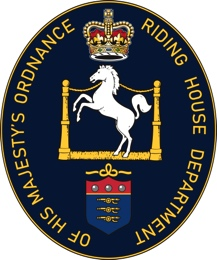 RIDING HOUSE DEPARTMENT
OF HIS MAJESTY'S ORDNANCE